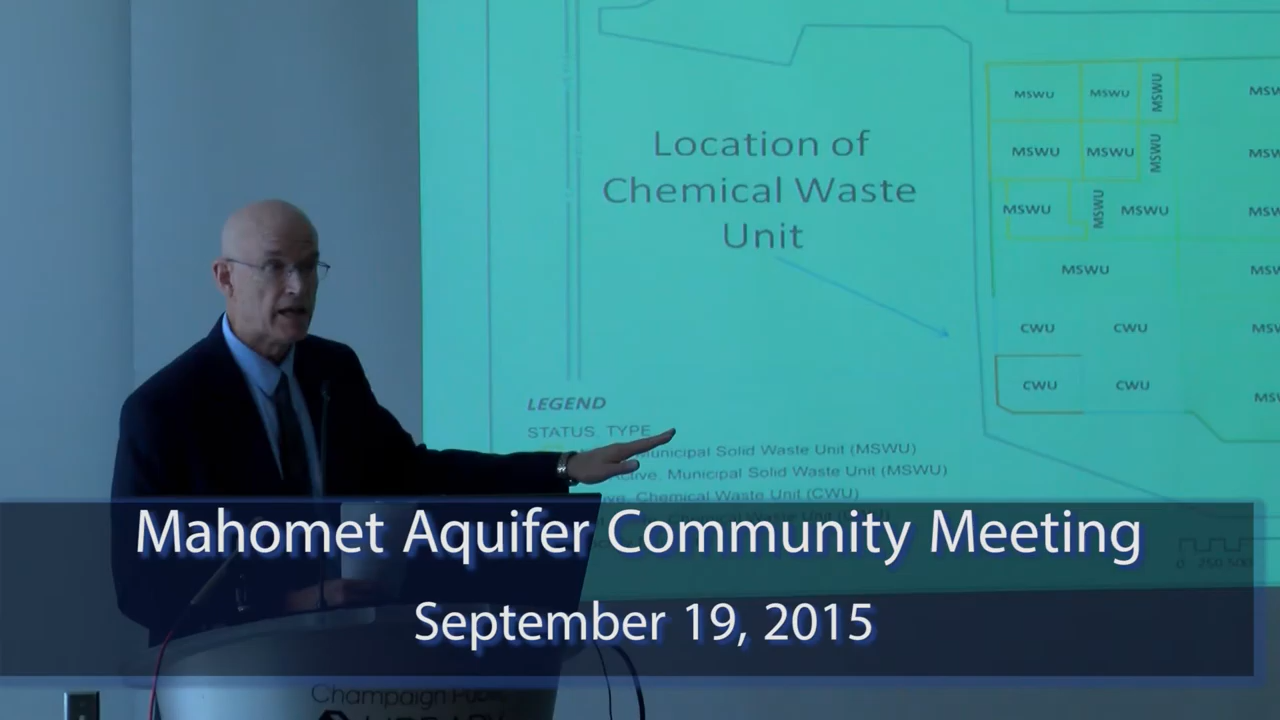 Location of
Chemical Waste
Unit
MSWU MSWU MSWU
MSWU MSWU MSWU
MSWU MSWU MSWU
MSWU
CWU CWU
CWU CWU
LEGEND
STATUS, TYPE
Municipal Solid Waste Unit (MSWU)
Municipal Solid Waste Unit (MSWU)
Chemical Waste Unit (CWU)
Mahomet Aquifer Community Meeting
September 19, 2015
Champaign
LIBRARY